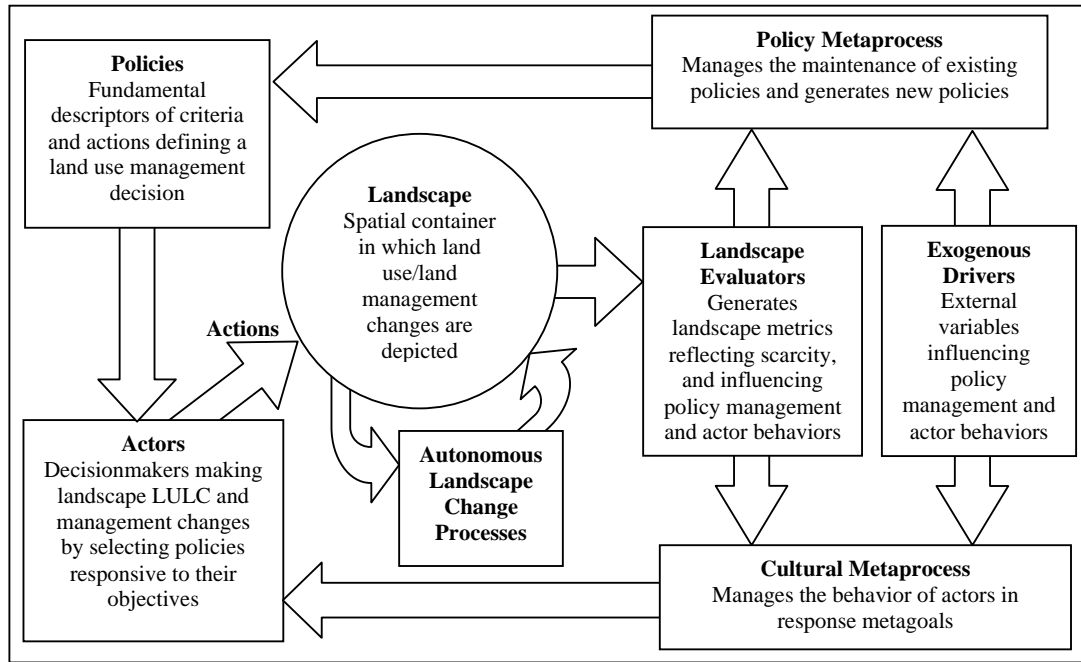 Policies
Fundamental
descriptors of criteria
and actions defining a
land use management
decision
Policy Metaprocess
Manages the maintenance of existing
policies and generates new policies
Landscape
Spatial container
in which land
use/land
management
changes are
depicted
Landscape
Evaluators
Generates
landscape metrics
reflecting scarcity,
and influencing
policy management
and actor behaviors
Exogenous
Drivers
External
variables
influencing
policy
management and
actor behaviors
Actions
Actors
Decisionmakers making
landscape LULC and
management changes
by selecting policies
responsive to their
objectives
Autonomous
Landscape
Change
Processes
Cultural Metaprocess
Manages the behavior of actors in
response metagoals